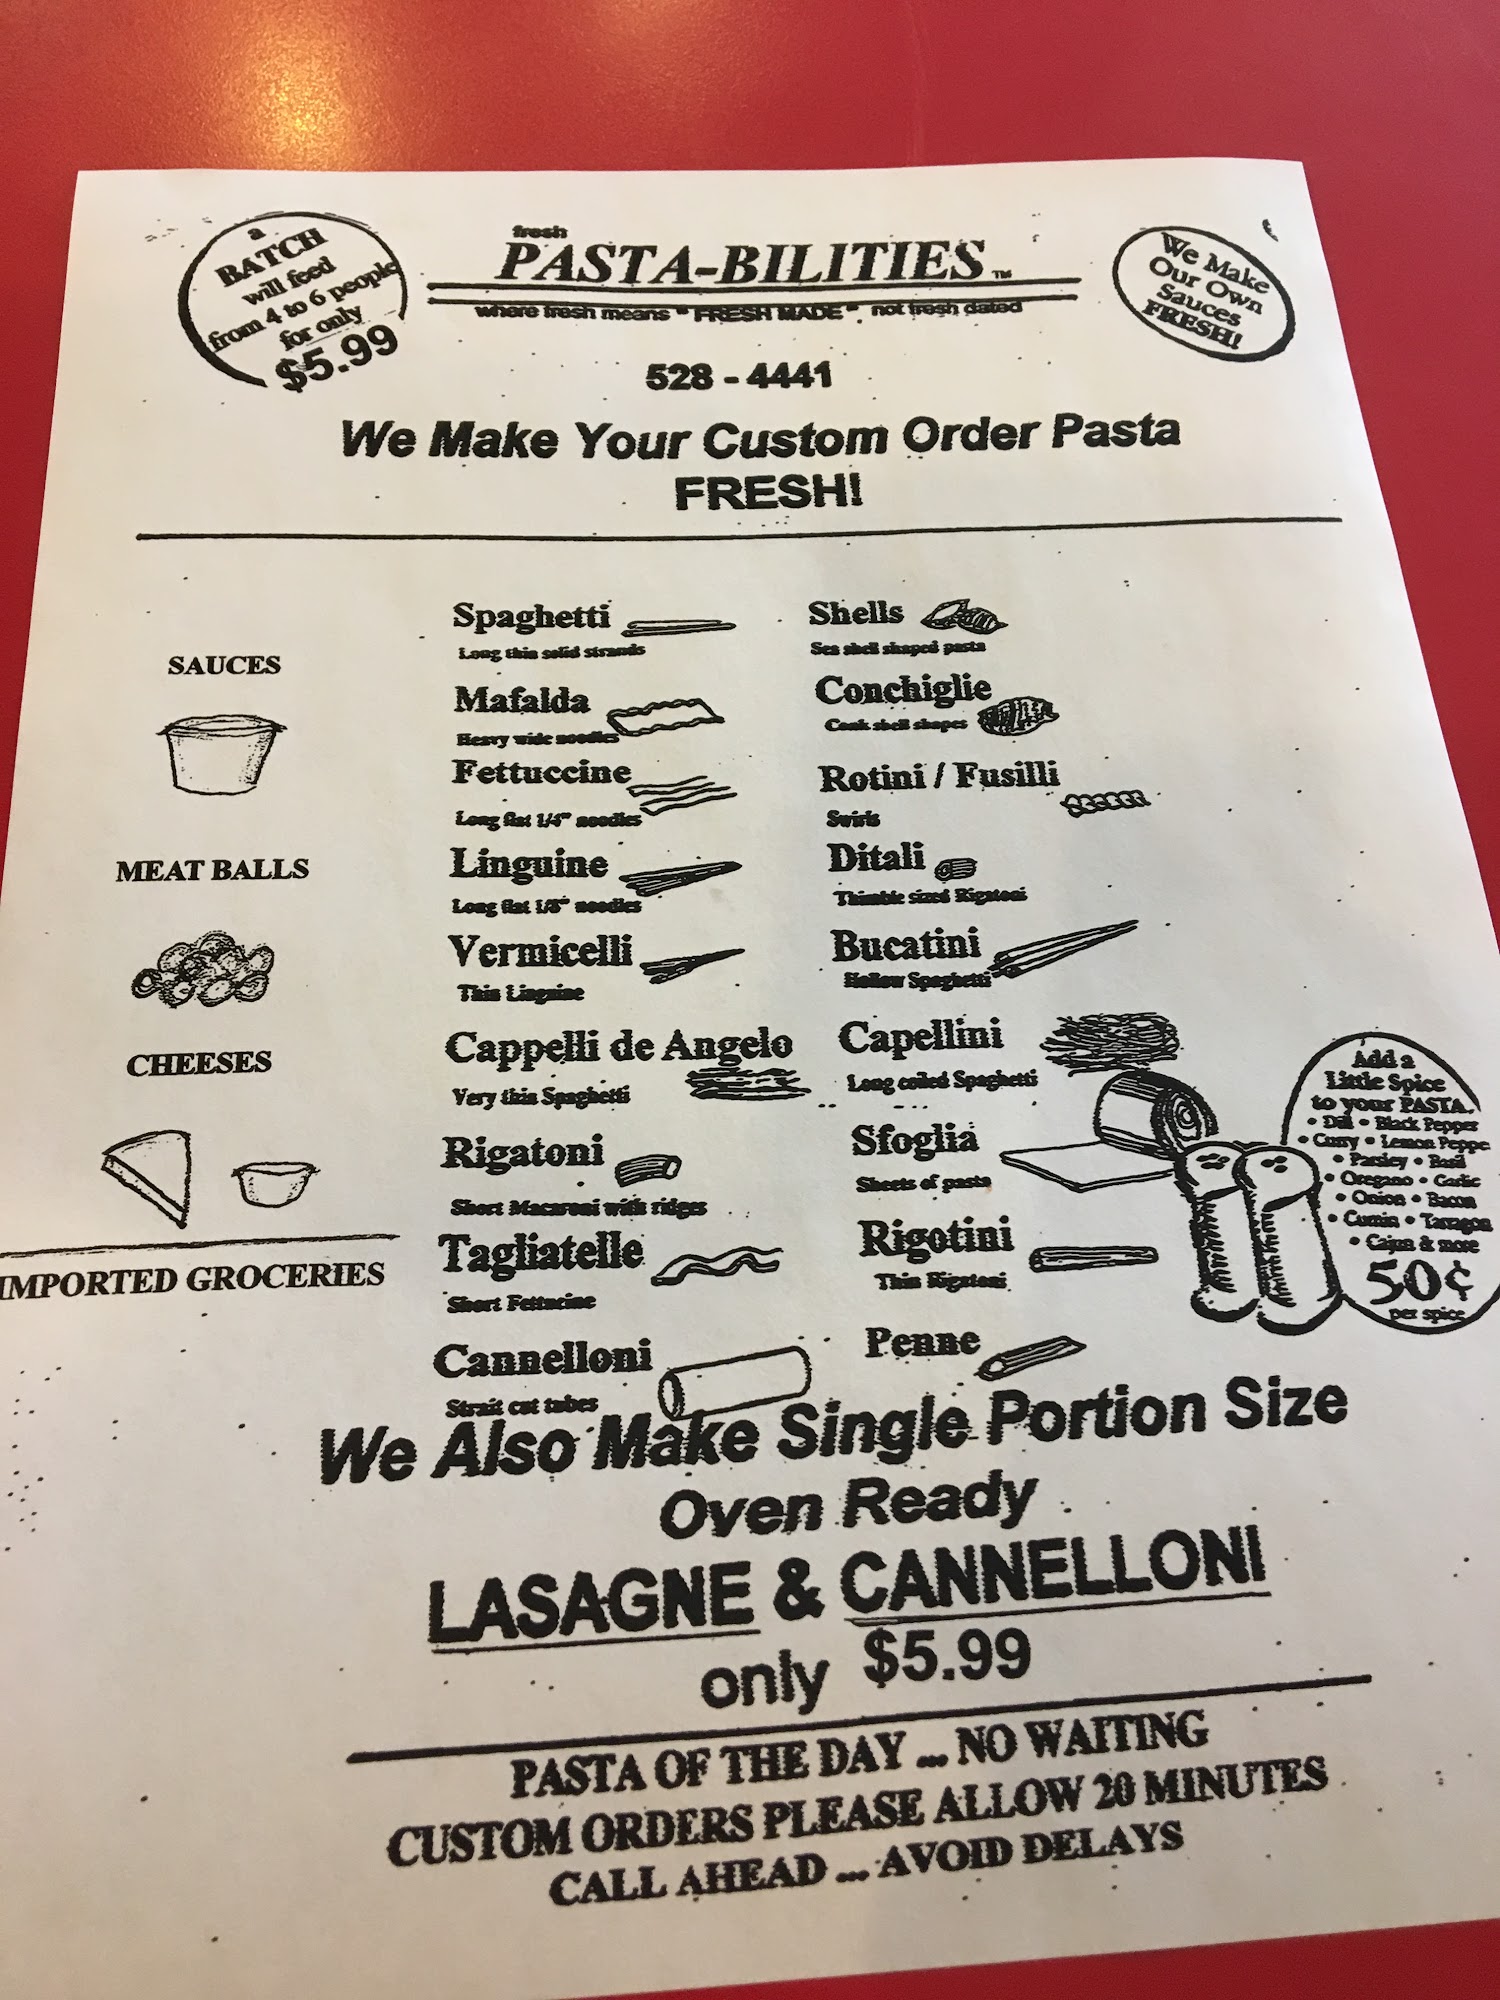 a
BATCH
will feed
from 4 to 6 people
for only
$5.99
fresh
PASTA-BILITIES™
where fresh means "FRESH MADE", not fresh dated
We Make
Our Own
Sauces
FRESH!
528 - 4441
We Make Your Custom Order Pasta
FRESH!
SAUCES
MEAT BALLS
CHEESES
IMPORTED GROCERIES
Spaghetti
Long thin solid strands
Mafalda
Heavy wide noodles
Fettuccine
Long flat 1/4" noodles
Linguine
Long flat 1/8" noodles
Vermicelli
Thin Linguine
Cappelli de Angelo
Very thin Spaghetti
Rigatoni
Short Macaroni with ridges
Tagliatelle
Short Fettucine
Cannelloni
Strait cut tubes
Shells
Sea shell shaped pasta
Conchiglie
Conk shell shapes
Rotini / Fusilli
Swirls
Ditali
Thimble sized Rigatoni
Bucatini
Hollow Spaghetti
Capellini
Long coiled Spaghetti
Sfoglia
Sheets of pasta
Rigotini
Thin Rigatoni
Penne
Add a
Little Spice
to your PASTA.
• Dill • Black Pepper
• Curry • Lemon Peppe
• Parsley • Basil
• Oregano • Garlic
• Onion • Bacon
• Cumin • Tarragon
• Cajun & more
50¢
per spice
We Also Make Single Portion Size
Oven Ready
LASAGNE & CANNELLONI
only $5.99
PASTA OF THE DAY ... NO WAITING
CUSTOM ORDERS PLEASE ALLOW 20 MINUTES
CALL AHEAD ... AVOID DELAYS